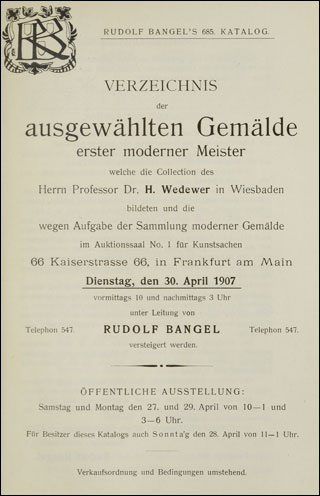 RUDOLF BANGEL'S 685. KATALOG.
VERZEICHNIS
der
ausgewählten Gemälde
erster moderner Meister
welche die Collection des
Herrn Professor Dr. H. Wedewer in Wiesbaden
bildeten und die
wegen Aufgabe der Sammlung moderner Gemälde
im Auktionssaal No. 1 für Kunstsachen
66 Kaiserstrasse 66, in Frankfurt am Main
Dienstag, den 30. April 1907
vormittags 10 und nachmittags 3 Uhr
unter Leitung von
Telephon 547. RUDOLF BANGEL Telephon 547.
versteigert werden.
ÖFFENTLICHE AUSSTELLUNG:
Samstag und Montag den 27. und 29. April von 10—1 und
3—6 Uhr.
Für Besitzer dieses Katalogs auch Sonntag den 28. April von 11—1 Uhr.
Verkaufsordnung und Bedingungen umstehend.